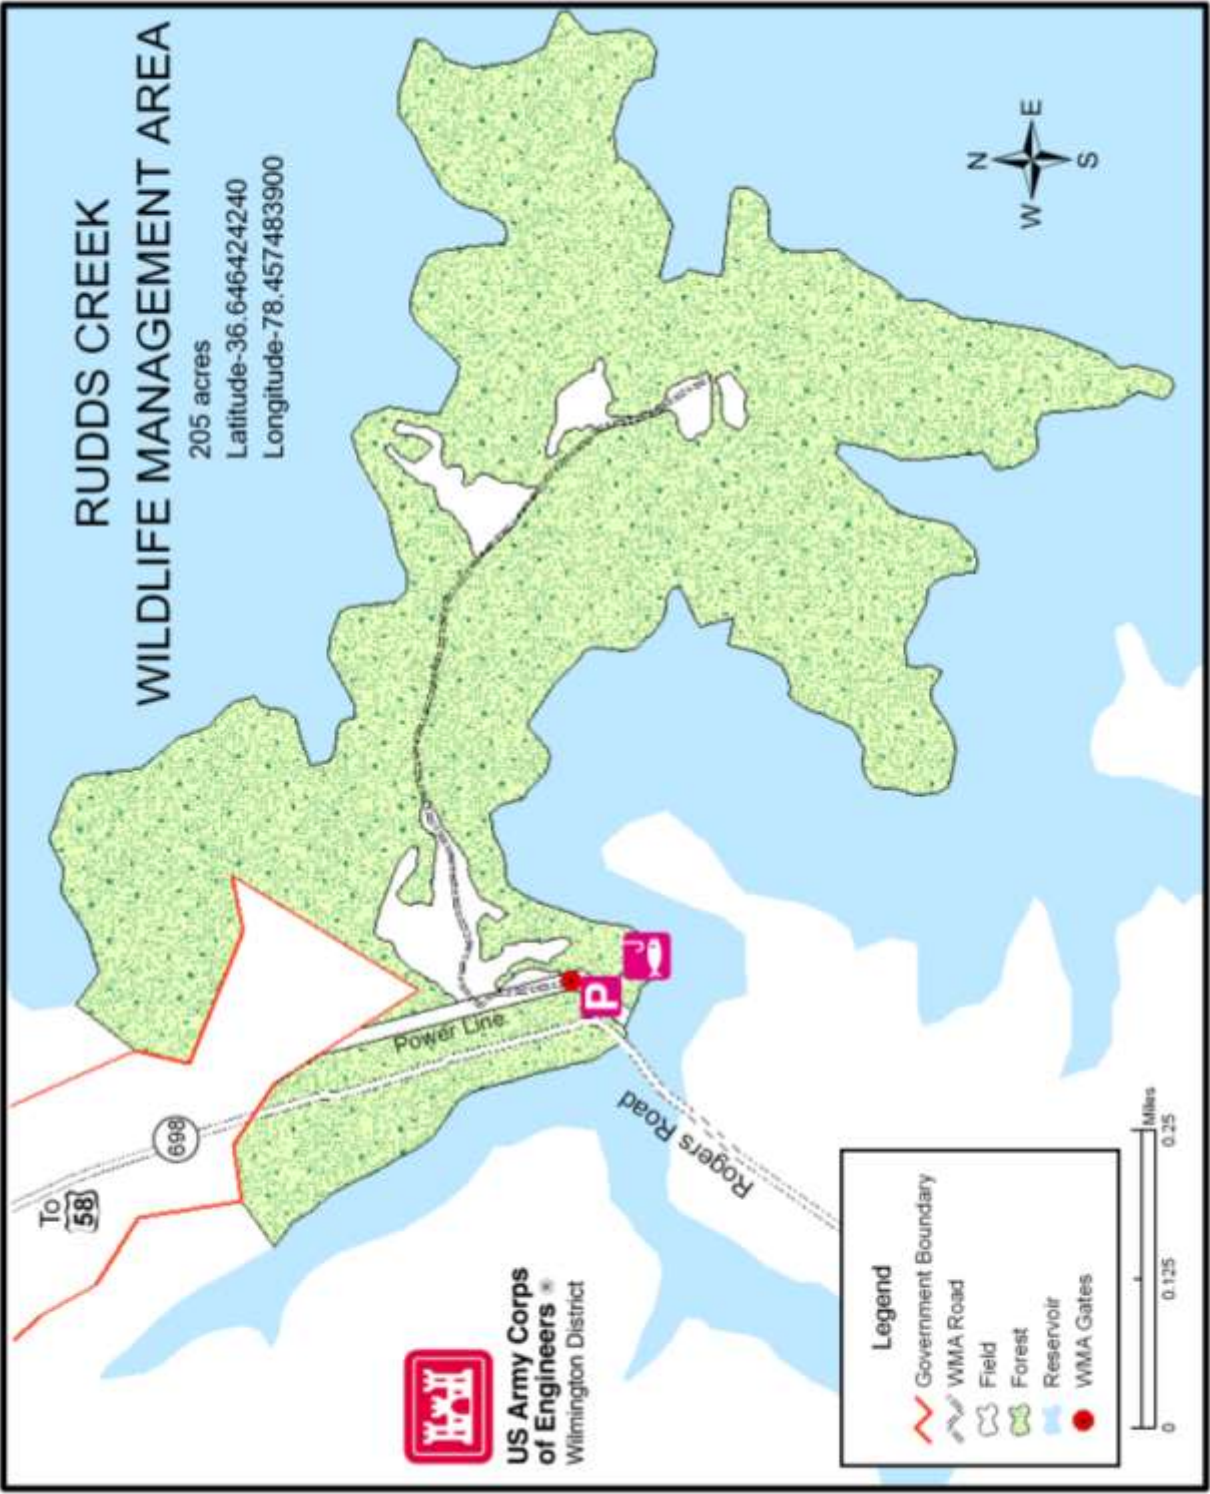 RUDDS CREEK
WILDLIFE MANAGEMENT AREA
205 acres
Latitude-36.646424240
Longitude-78.457483900
To
58
698
Power Line
P
Rogers Road
N
W
E
S
US Army Corps
of Engineers ®
Wilmington District
Legend
Government Boundary
WMA Road
Field
Forest
Reservoir
WMA Gates
Miles
0 0.125 0.25